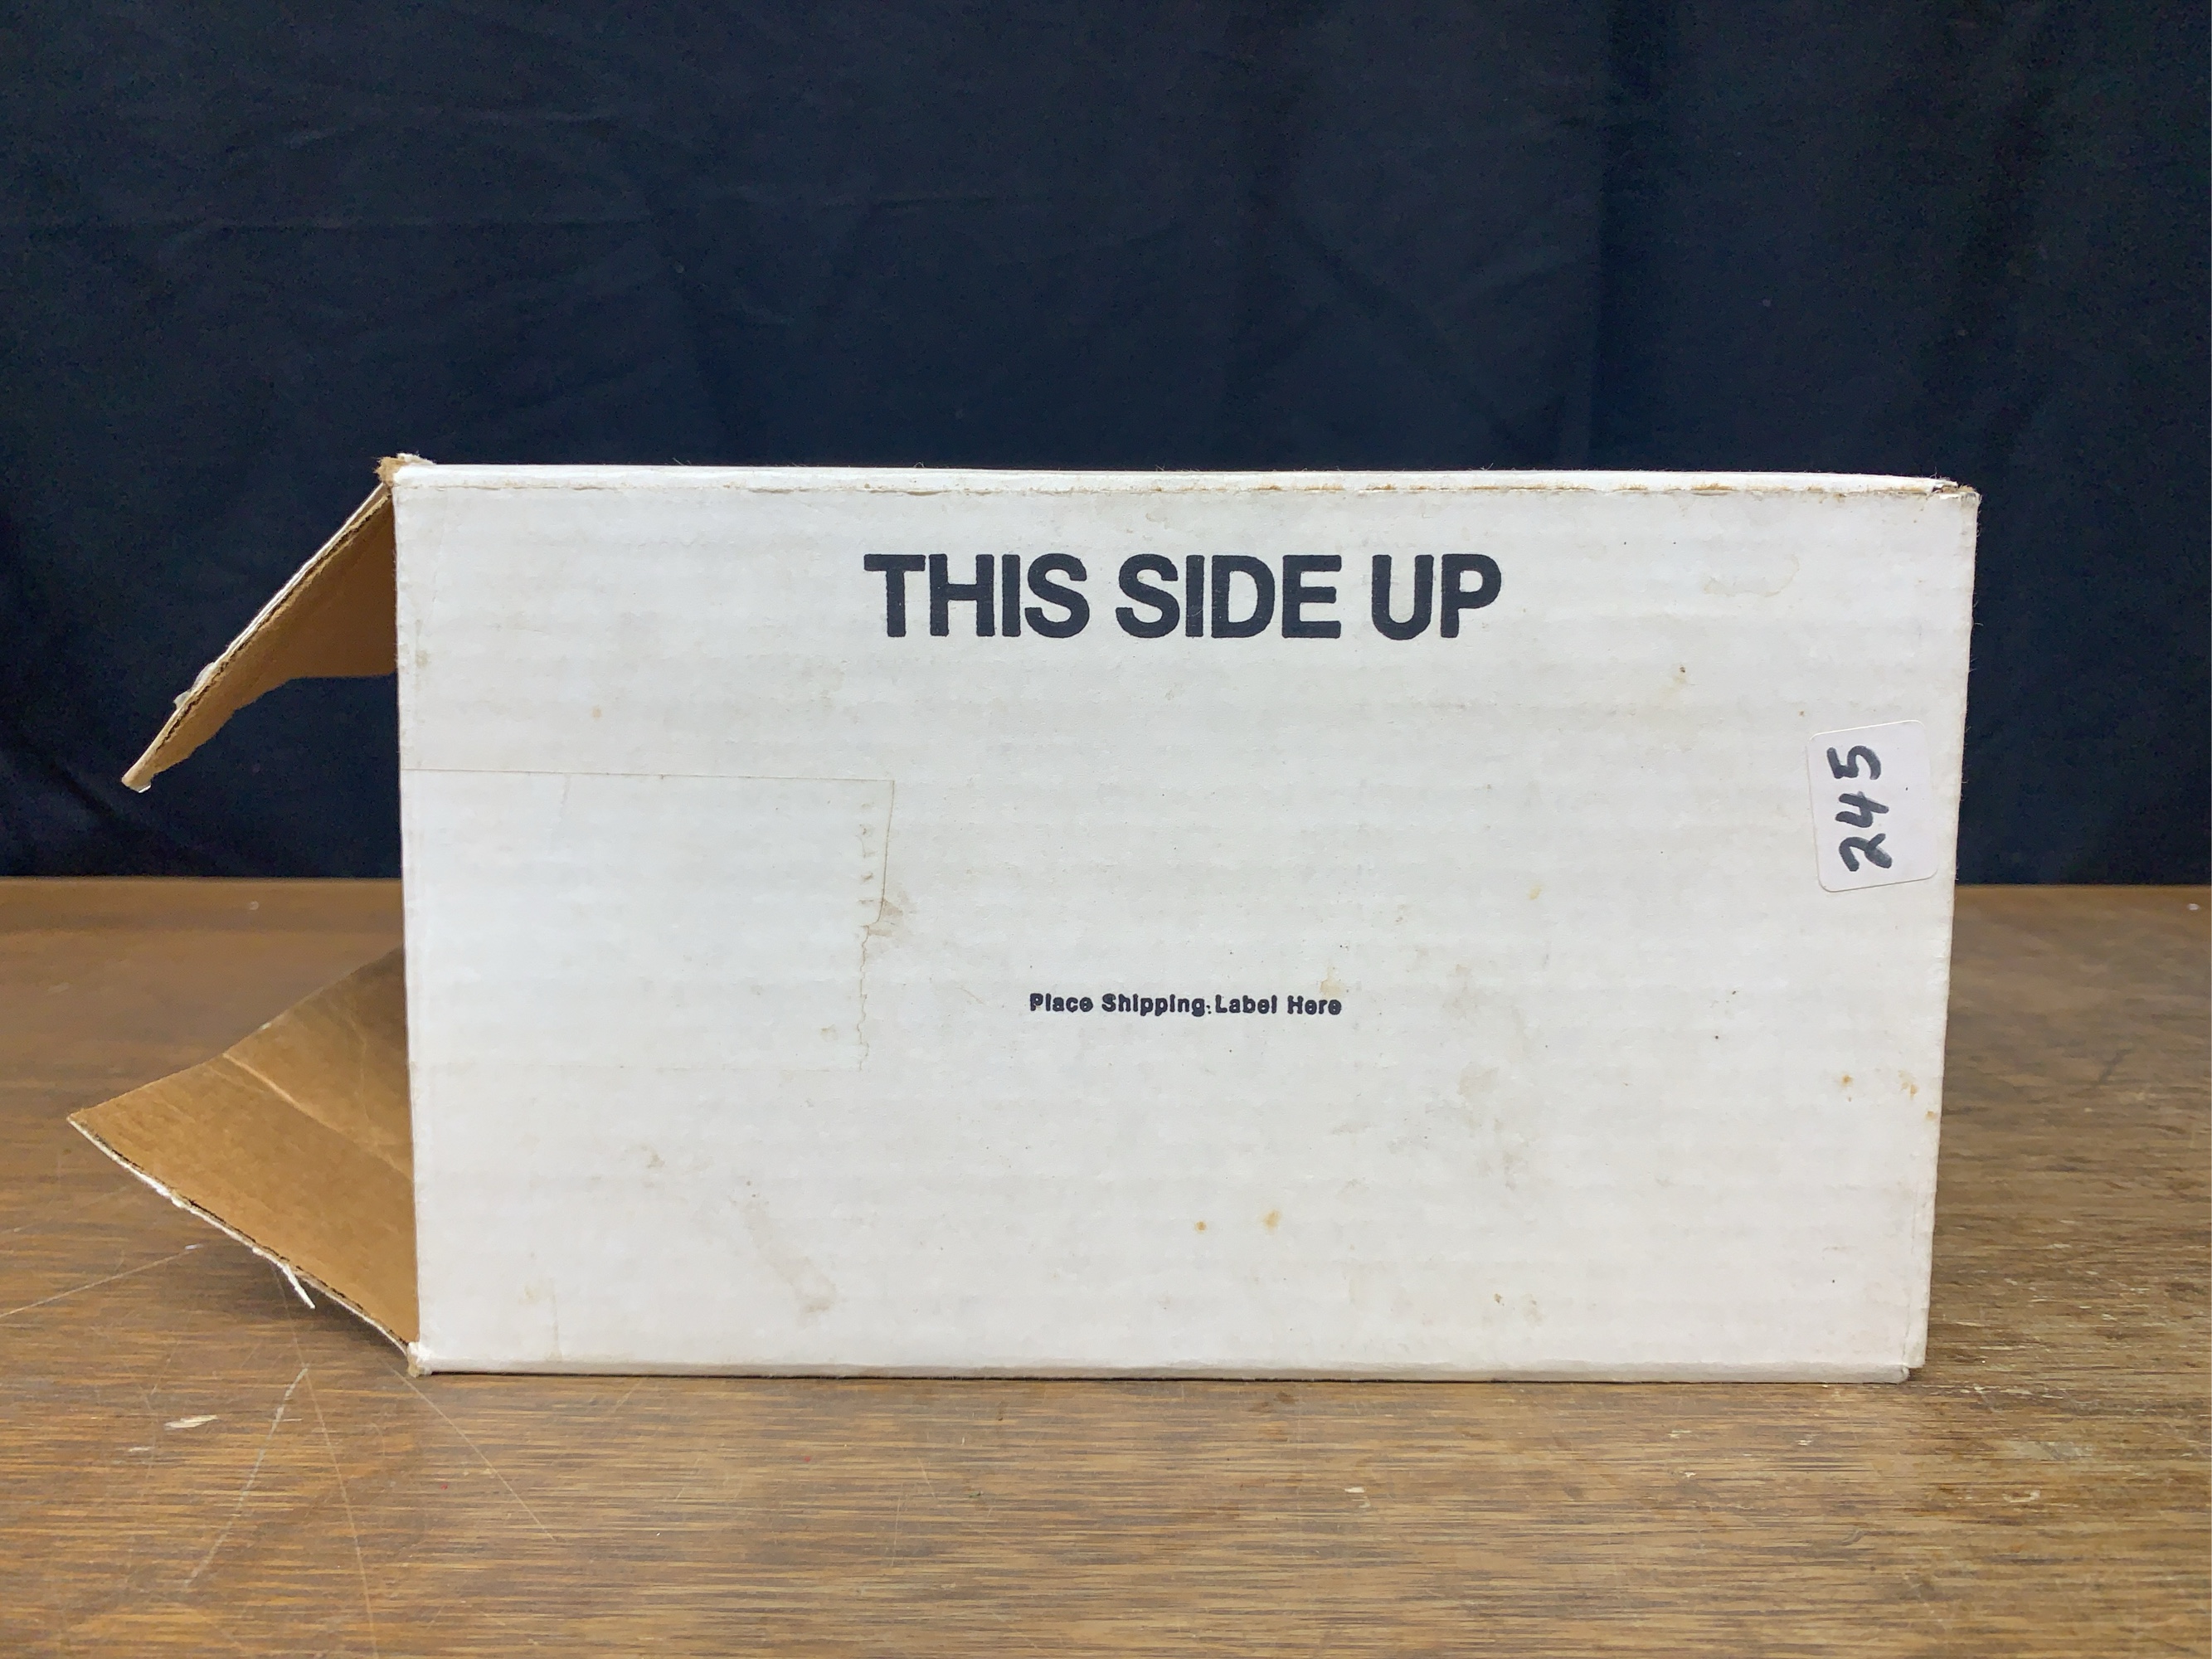 THIS SIDE UP
245
Place Shipping Label Here